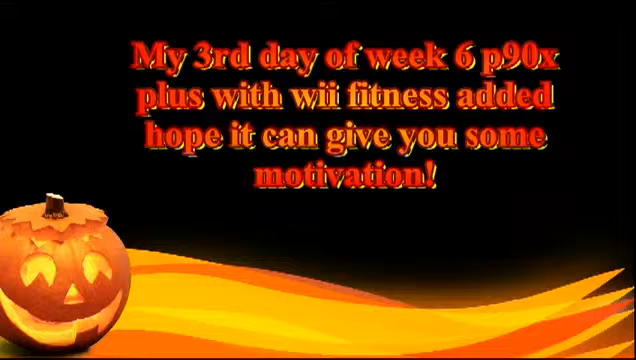 My 3rd day of week 6 p90x
plus with wii fitness added
hope it can give you some
motivation!